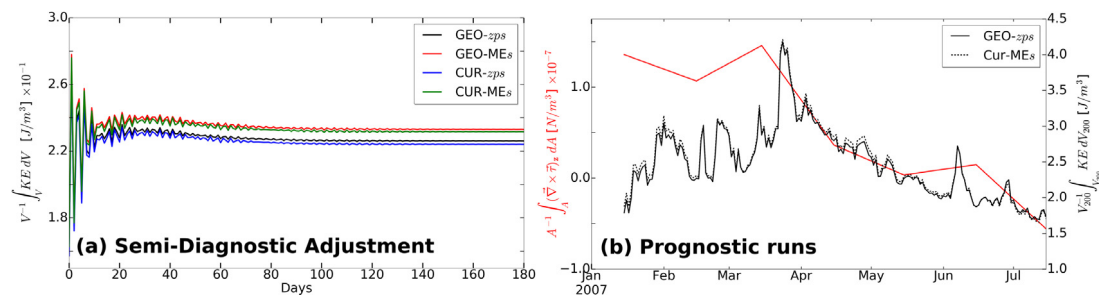 3.0
2.6
2.2
1.8
V⁻¹ ∫_V KE dV [J/m³] ×10⁻¹
GEO-zps
GEO-MEs
CUR-zps
CUR-MEs
(a) Semi-Diagnostic Adjustment
0 20 40 60 80 100 120 140 160 180
Days
1.0
0.0
−1.0
A⁻¹ ∫_A (∇⃗ × τ⃗)_z dA [N/m³] ×10⁻⁷
GEO-zps
Cur-MEs
(b) Prognostic runs
Jan Feb Mar Apr May Jun Jul
2007
4.5
4.0
3.5
3.0
2.5
2.0
1.5
1.0
V₂₀₀⁻¹ ∫_V₂₀₀ KE dV₂₀₀ [J/m³]